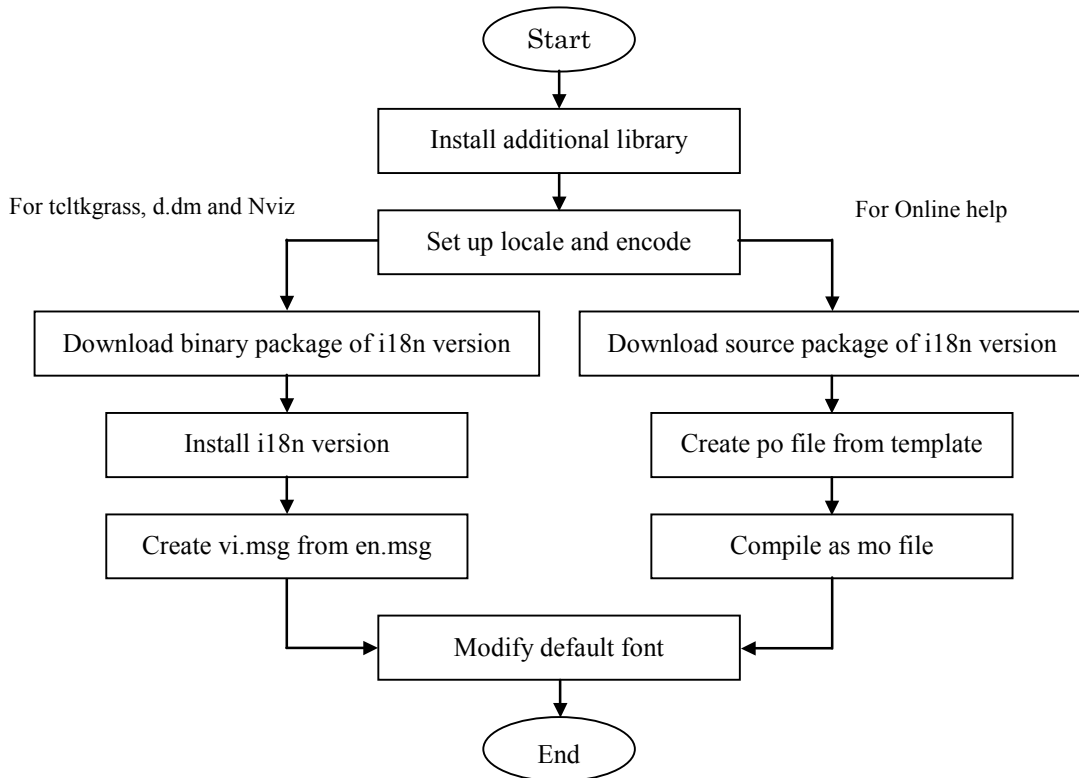 Start
Install additional library
For tcltkgrass, d.dm and Nviz
For Online help
Set up locale and encode
Download binary package of i18n version
Download source package of i18n version
Install i18n version
Create po file from template
Create vi.msg from en.msg
Compile as mo file
Modify default font
End